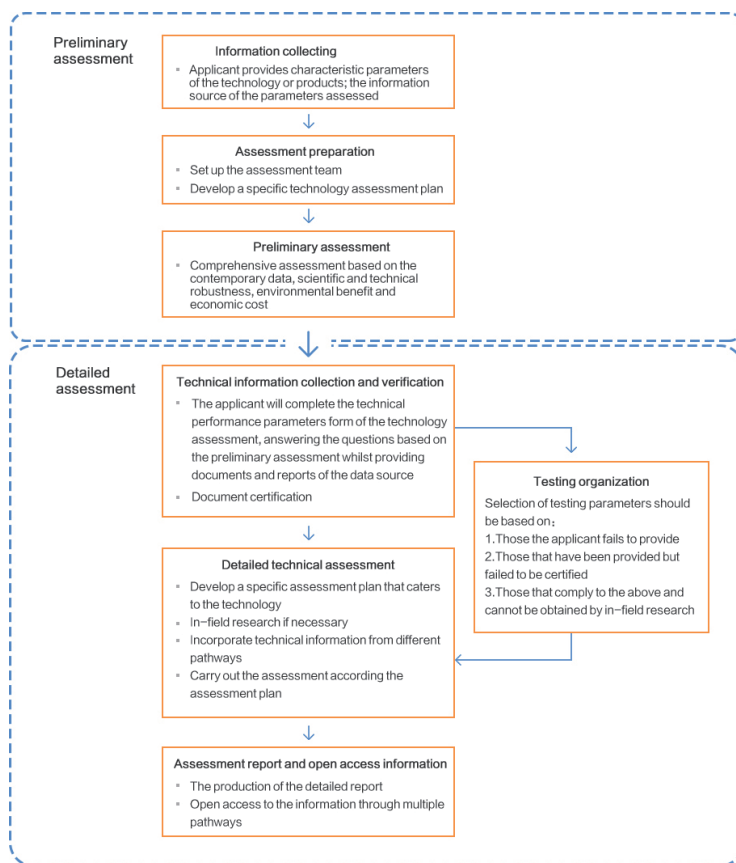 Preliminary
assessment
Information collecting
▫ Applicant provides characteristic parameters
of the technology or products; the information
source of the parameters assessed
Assessment preparation
▫ Set up the assessment team
▫ Develop a specific technology assessment plan
Preliminary assessment
▫ Comprehensive assessment based on the
contemporary data, scientific and technical
robustness, environmental benefit and
economic cost
Detailed
assessment
Technical information collection and verification
▫ The applicant will complete the technical
performance parameters form of the technology
assessment, answering the questions based on
the preliminary assessment whilst providing
documents and reports of the data source
▫ Document certification
Testing organization
Selection of testing parameters should
be based on:
1.Those the applicant fails to provide
2.Those that have been provided but
failed to be certified
3.Those that comply to the above and
cannot be obtained by in-field research
Detailed technical assessment
▫ Develop a specific assessment plan that caters
to the technology
▫ In-field research if necessary
▫ Incorporate technical information from different
pathways
▫ Carry out the assessment according the
assessment plan
Assessment report and open access information
▫ The production of the detailed report
▫ Open access to the information through multiple
pathways